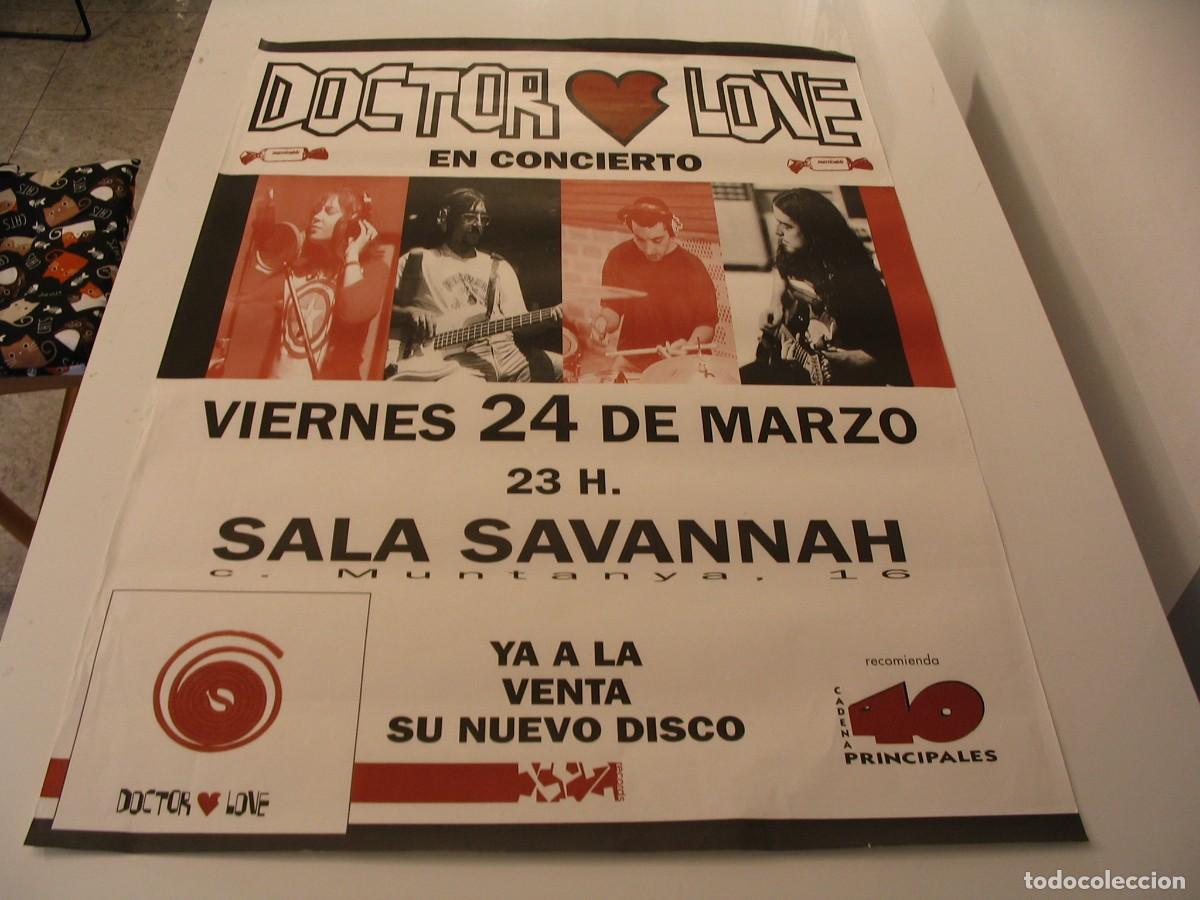 DOCTOR LOVE
EN CONCIERTO
VIERNES 24 DE MARZO
23 H.
SALA SAVANNAH
C. Muntanya, 16
YA A LA
VENTA
SU NUEVO DISCO
recomienda
CADENA
40
PRINCIPALES
DOCTOR LOVE
todocoleccion